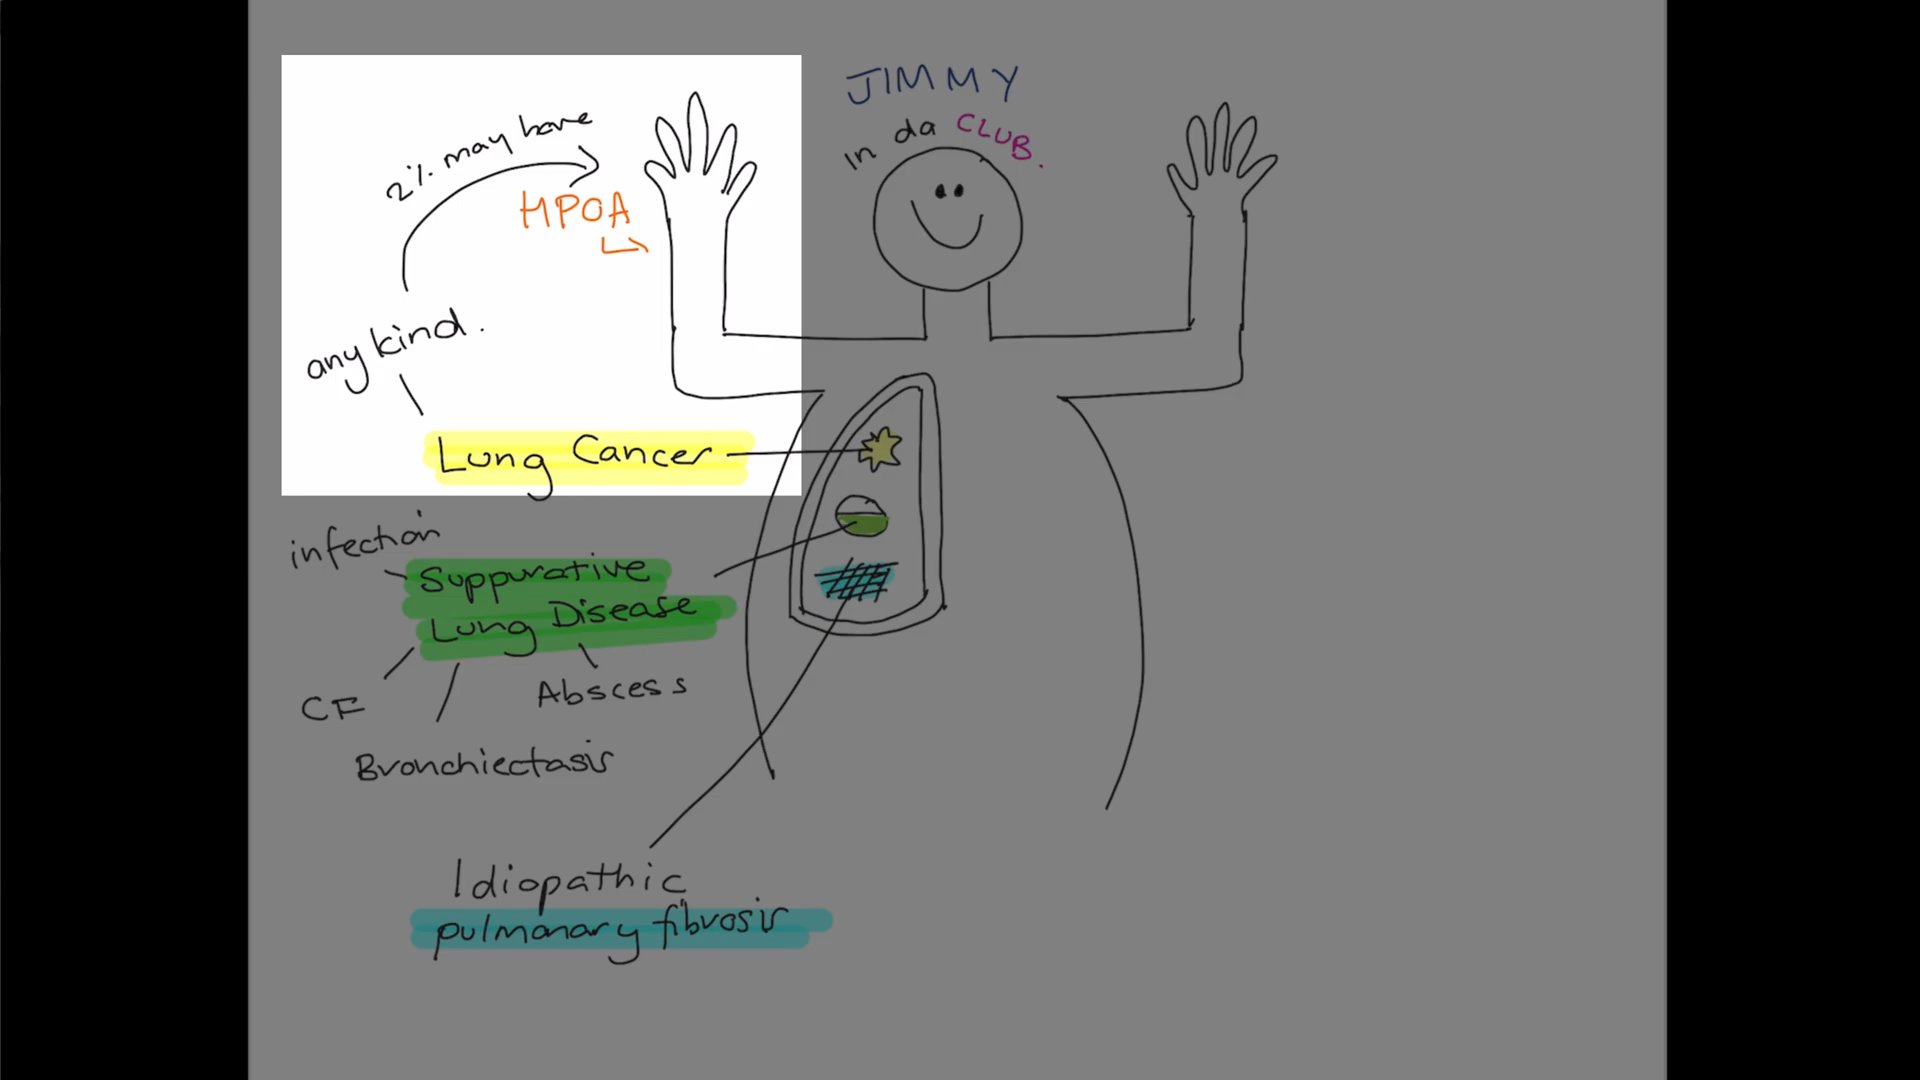 JIMMY
in da CLUB.
2% may have
HPOA
any kind.
Lung Cancer
infection
Suppurative
Lung Disease
CF
Abscess
Bronchiectasis
Idiopathic
pulmonary fibrosis